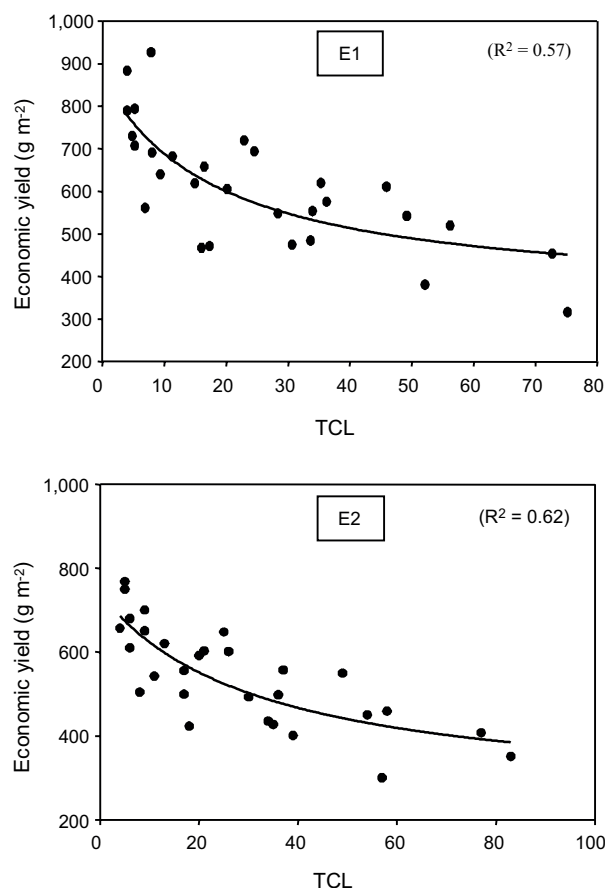 1,000
900
800
700
600
500
400
300
200
Economic yield (g m-2)
E1
(R2 = 0.57)
0 10 20 30 40 50 60 70 80
TCL
1,000
800
600
400
200
Economic yield (g m-2)
E2
(R2 = 0.62)
0 20 40 60 80 100
TCL